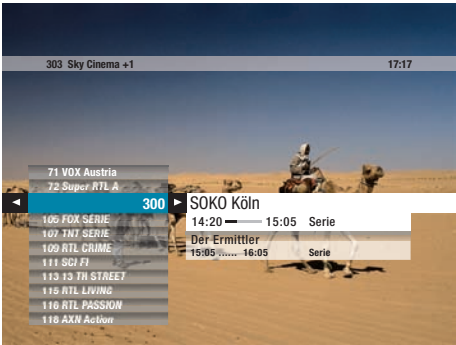 303 Sky Cinema +1 17:17
71 VOX Austria
72 Super RTL A
300
106 FOX SERIE
107 TNT SERIE
109 RTL CRIME
111 SCI FI
113 13 TH STREET
115 RTL LIVING
116 RTL PASSION
118 AXN Action
SOKO Köln
14:20 15:05 Serie
Der Ermittler
15:05 ...... 16:05 Serie